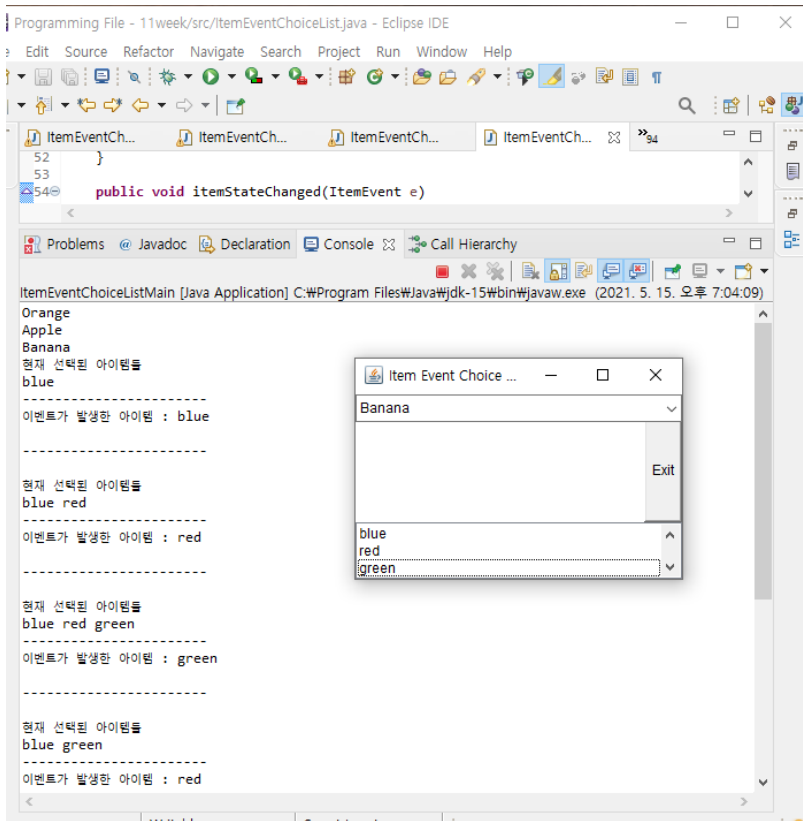 Programming File - 11week/src/ItemEventChoiceList.java - Eclipse IDE
Edit Source Refactor Navigate Search Project Run Window Help
ItemEventCh... ItemEventCh... ItemEventCh... ItemEventCh... »94
52 }
53
54 public void itemStateChanged(ItemEvent e)
Problems @ Javadoc Declaration Console Call Hierarchy
ItemEventChoiceListMain [Java Application] C:₩Program Files₩Java₩jdk-15₩bin₩javaw.exe (2021. 5. 15. 오후 7:04:09)
Orange
Apple
Banana
현재 선택된 아이템들
blue
-----------------------
이벤트가 발생한 아이템 : blue
-----------------------
현재 선택된 아이템들
blue red
-----------------------
이벤트가 발생한 아이템 : red
-----------------------
현재 선택된 아이템들
blue red green
-----------------------
이벤트가 발생한 아이템 : green
-----------------------
현재 선택된 아이템들
blue green
-----------------------
이벤트가 발생한 아이템 : red
Item Event Choice ...
Banana
Exit
blue
red
green